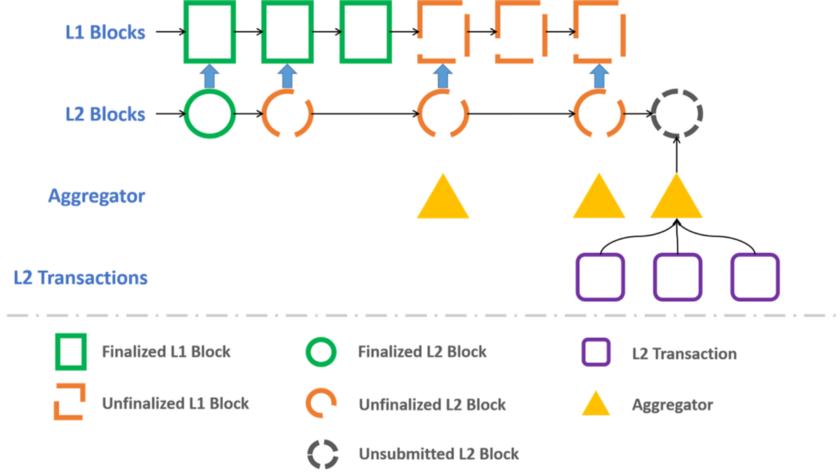 L1 Blocks
L2 Blocks
Aggregator
L2 Transactions
Finalized L1 Block
Finalized L2 Block
L2 Transaction
Unfinalized L1 Block
Unfinalized L2 Block
Aggregator
Unsubmitted L2 Block